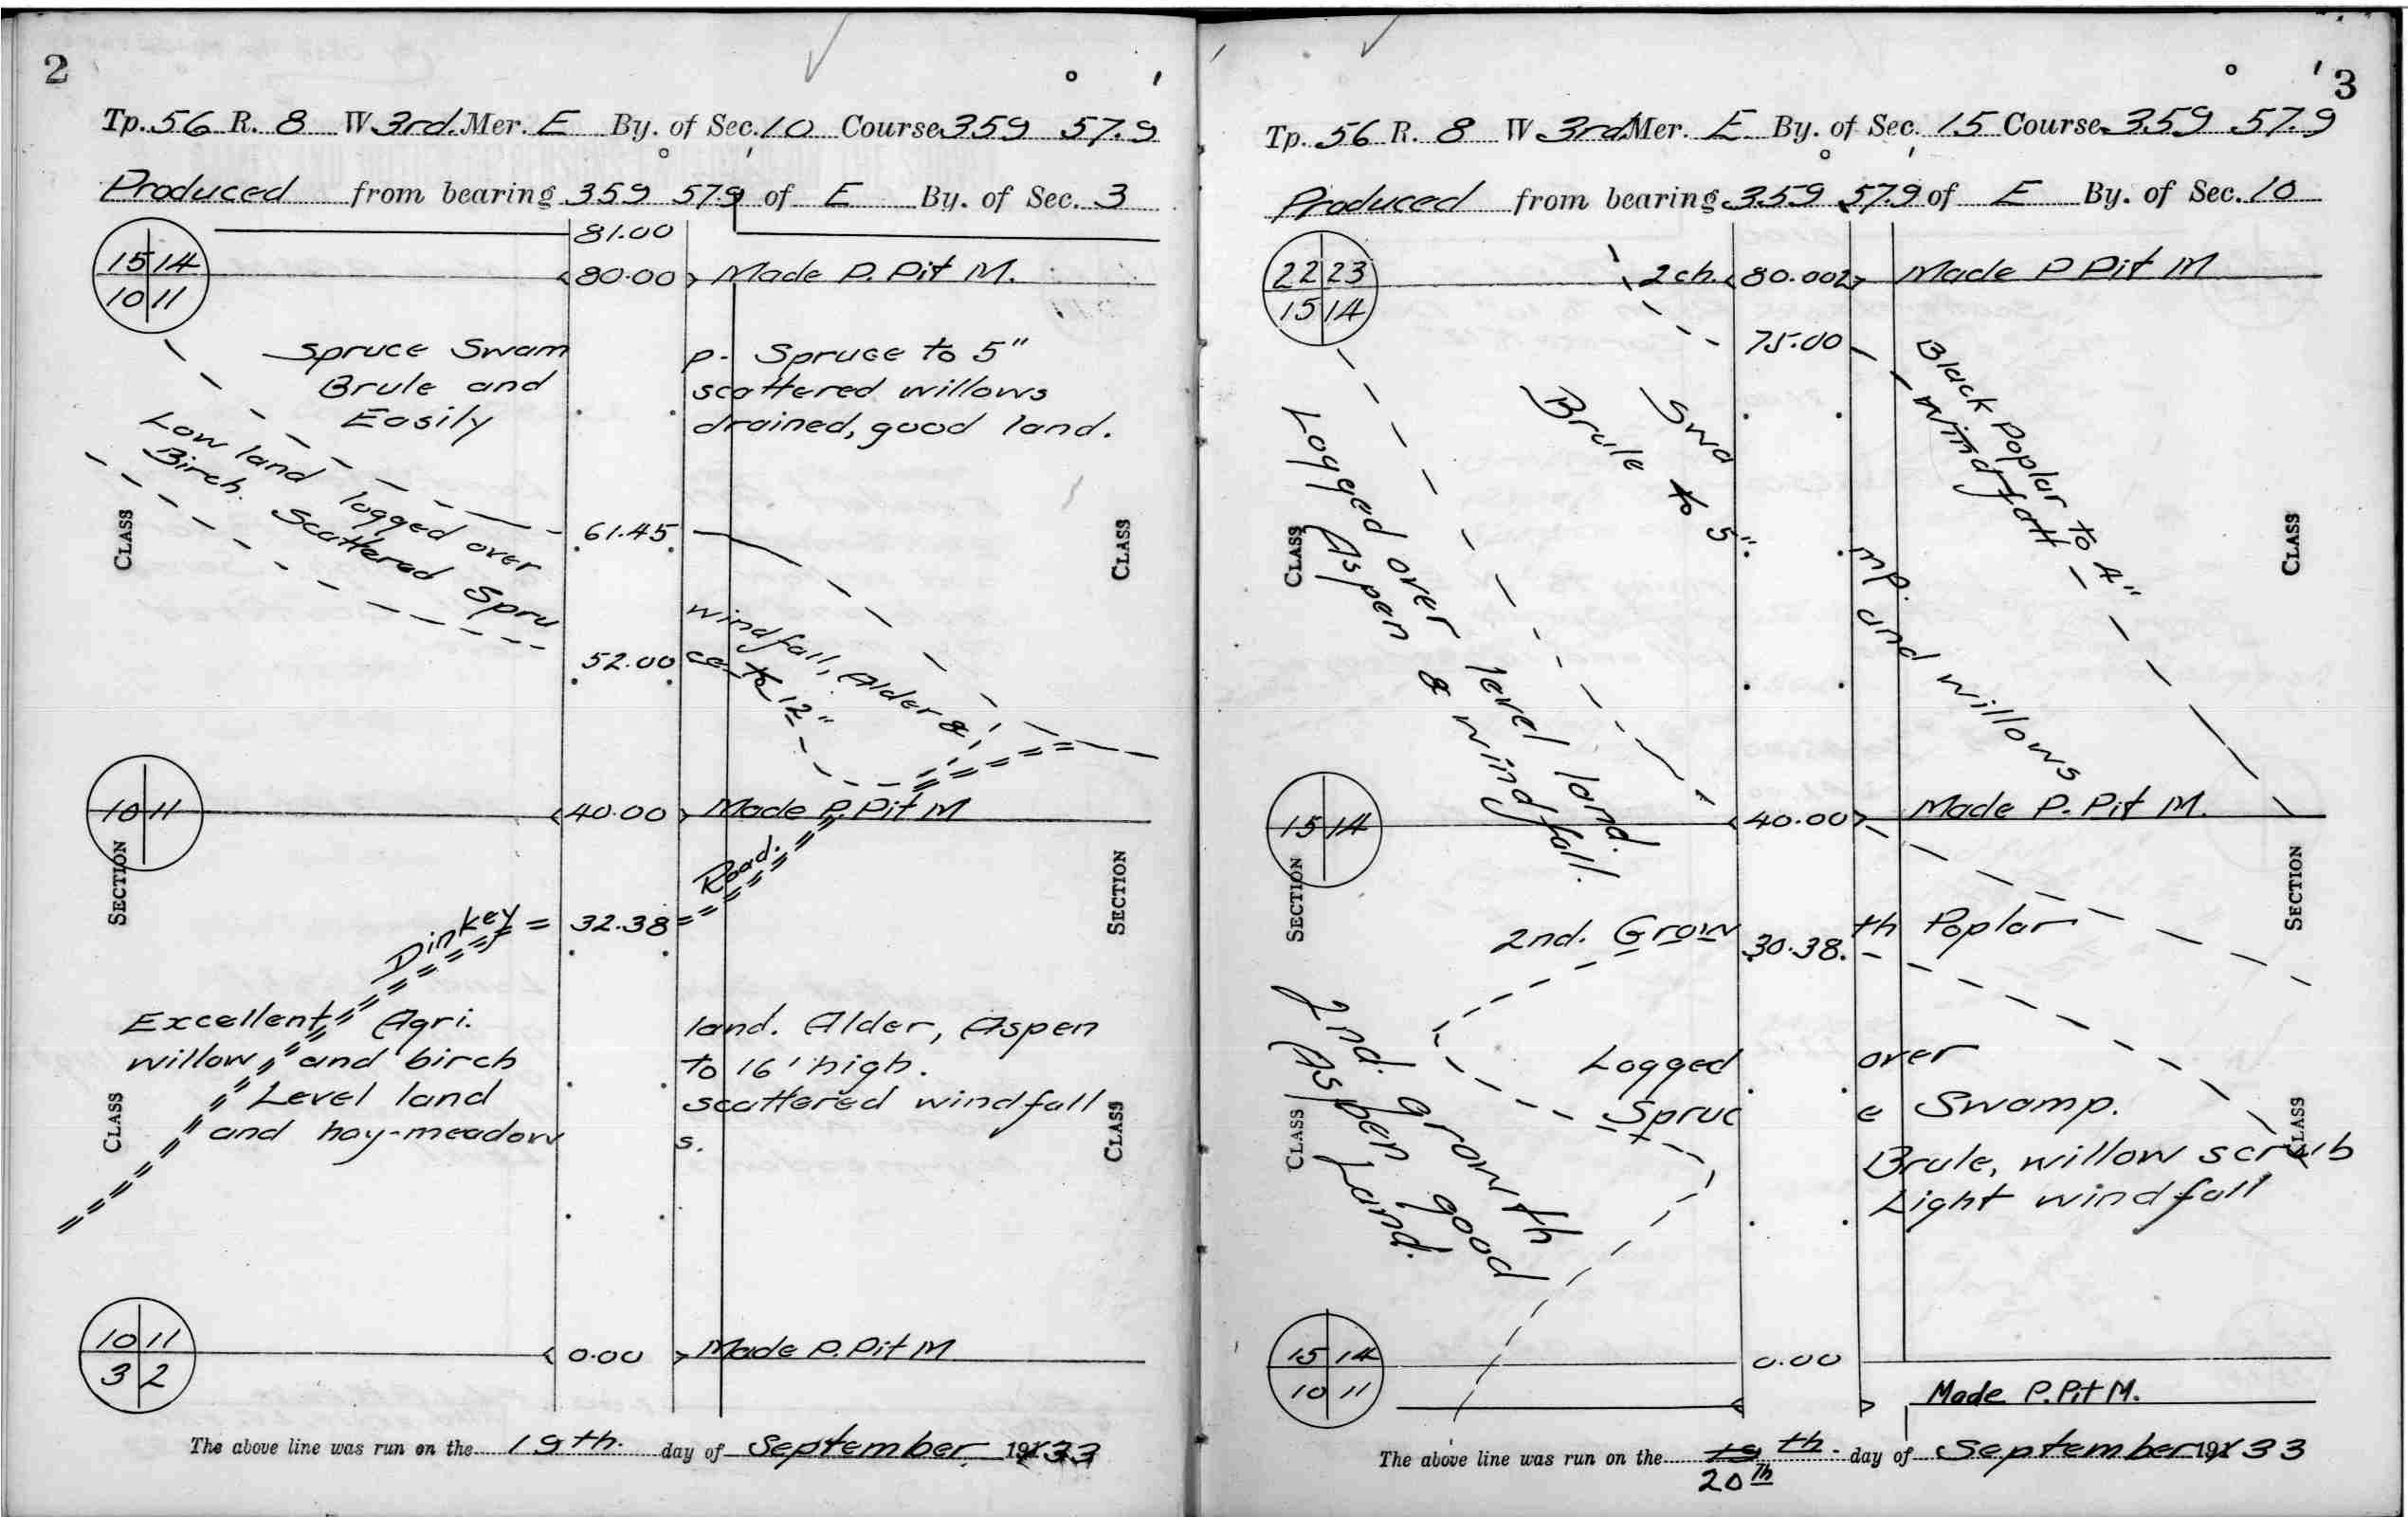 2
° '
Tp. 56 R. 8 W 3rd. Mer. E By. of Sec. 10 Course 359 57.9
° '
Produced from bearing 359 57.9 of E By. of Sec. 3
81.00
15 14
10 11
80.00 Made P. Pit M.
Spruce Swam p. Spruce to 5"
Brule and scattered willows
Easily drained, good land.
Low land logged over windfall, Alder &
Birch. Scattered Spru ce to 12"
CLASS
CLASS
61.45
52.00
10 11
40.00 Made P. Pit M
SECTION
SECTION
Dinkey = 32.38 = Road.
Excellent Agri. land. Alder, Aspen
willow, and birch to 16' high.
Level land scattered windfall
and hay-meadow s.
CLASS
CLASS
10 11
3 2
0.00 Made P. Pit M
The above line was run on the 19th. day of September 1933
3
° '
Tp. 56 R. 8 W 3rd. Mer. E. By. of Sec. 15 Course 359 57.9
° '
Produced from bearing 359 57.9 of E By. of Sec. 10
22 23
15 14
2 ch. 80.00 2 Made P Pit M
75.00
Black Poplar to 4"
windfall
Swa mp.
Brule to 5". and willows
Logged over level land.
Aspen & windfall.
CLASS
CLASS
15 14
40.00 Made P. Pit M.
SECTION
SECTION
2nd. Grow th Poplar
30.38.
2nd. growth
Aspen good
Land.
Logged over
Spruc e Swamp.
Brule, willow scrub
Light windfall
CLASS
CLASS
15 14
10 11
0.00
Made P. Pit M.
The above line was run on the 19 th. day of September 1933
20th